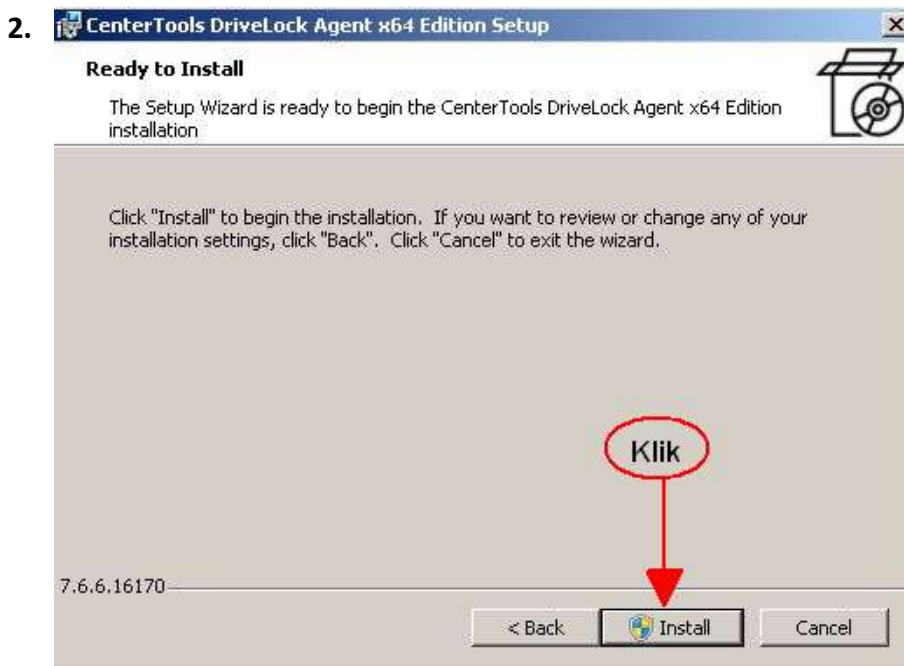 2.
CenterTools DriveLock Agent x64 Edition Setup
Ready to Install
The Setup Wizard is ready to begin the CenterTools DriveLock Agent x64 Edition
installation
Click "Install" to begin the installation. If you want to review or change any of your
installation settings, click "Back". Click "Cancel" to exit the wizard.
Klik
7.6.6.16170
< Back Install Cancel